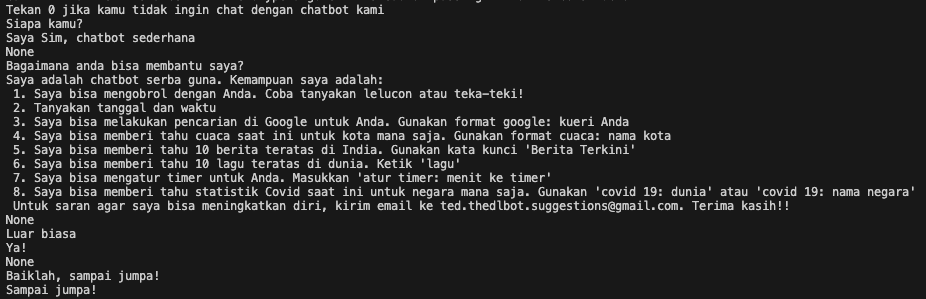 Tekan 0 jika kamu tidak ingin chat dengan chatbot kami
Siapa kamu?
Saya Sim, chatbot sederhana
None
Bagaimana anda bisa membantu saya?
Saya adalah chatbot serba guna. Kemampuan saya adalah:
1. Saya bisa mengobrol dengan Anda. Coba tanyakan lelucon atau teka-teki!
2. Tanyakan tanggal dan waktu
3. Saya bisa melakukan pencarian di Google untuk Anda. Gunakan format google: kueri Anda
4. Saya bisa memberi tahu cuaca saat ini untuk kota mana saja. Gunakan format cuaca: nama kota
5. Saya bisa memberi tahu 10 berita teratas di India. Gunakan kata kunci 'Berita Terkini'
6. Saya bisa memberi tahu 10 lagu teratas di dunia. Ketik 'lagu'
7. Saya bisa mengatur timer untuk Anda. Masukkan 'atur timer: menit ke timer'
8. Saya bisa memberi tahu statistik Covid saat ini untuk negara mana saja. Gunakan 'covid 19: dunia' atau 'covid 19: nama negara'
Untuk saran agar saya bisa meningkatkan diri, kirim email ke ted.thedlbot.suggestions@gmail.com. Terima kasih!!
None
Luar biasa
Ya!
None
Baiklah, sampai jumpa!
Sampai jumpa!